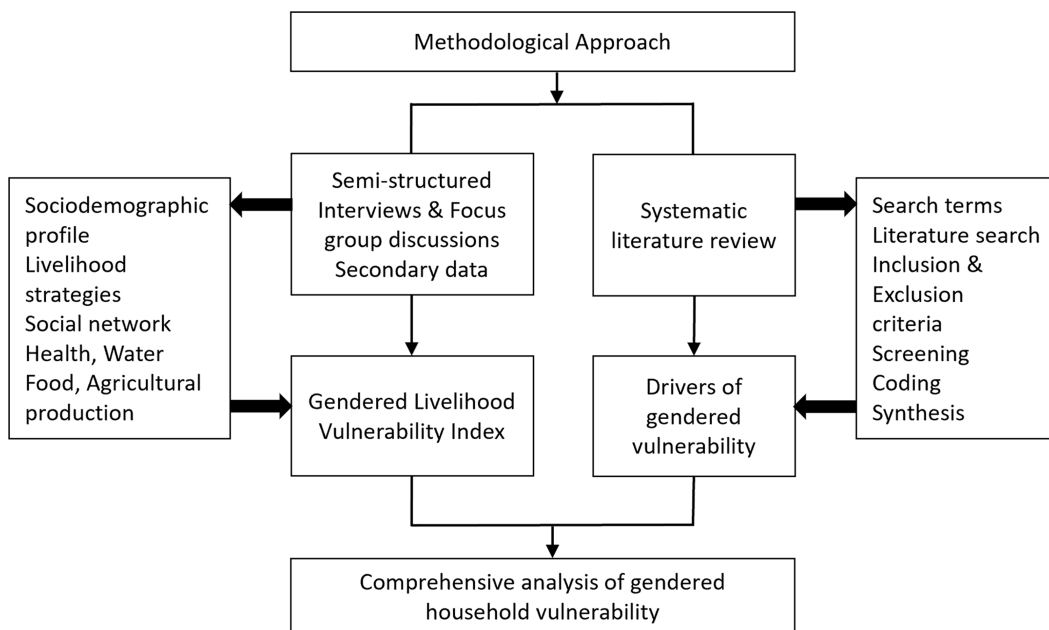 Methodological Approach
Semi-structured
Interviews & Focus
group discussions
Secondary data
Systematic
literature review
Sociodemographic
profile
Livelihood
strategies
Social network
Health, Water
Food, Agricultural
production
Search terms
Literature search
Inclusion &
Exclusion
criteria
Screening
Coding
Synthesis
Gendered Livelihood
Vulnerability Index
Drivers of
gendered
vulnerability
Comprehensive analysis of gendered
household vulnerability